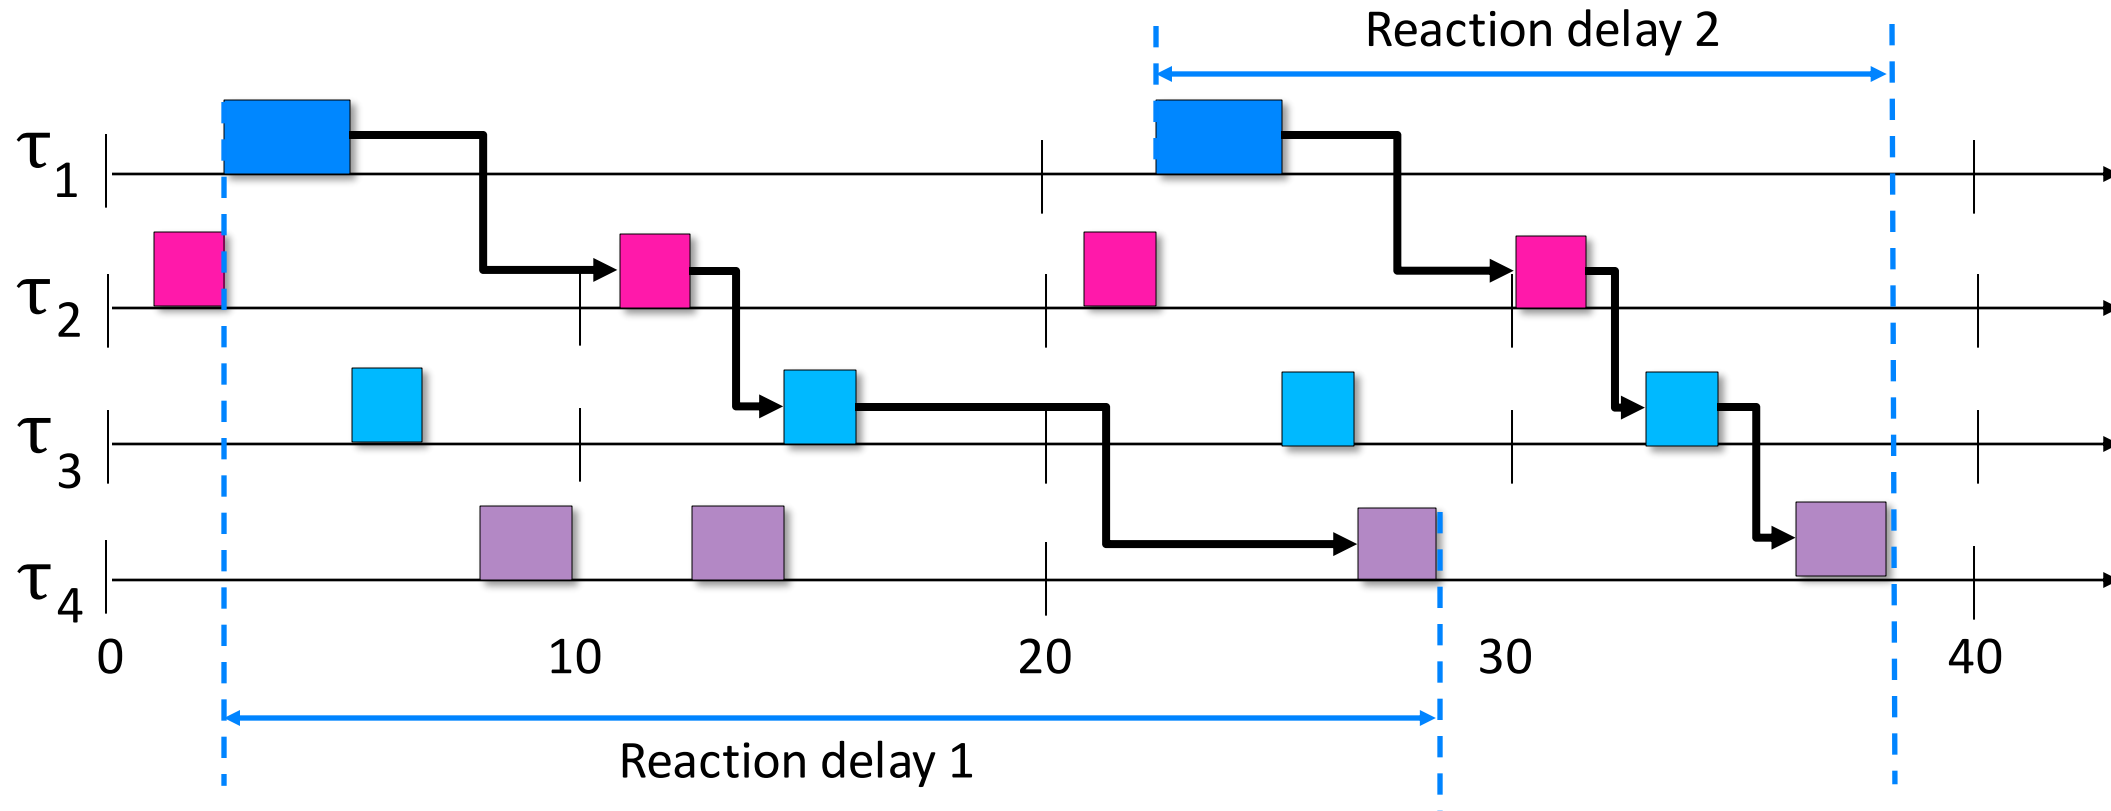 Reaction delay 2
τ1
τ2
τ3
τ4
0 10 20 30 40
Reaction delay 1